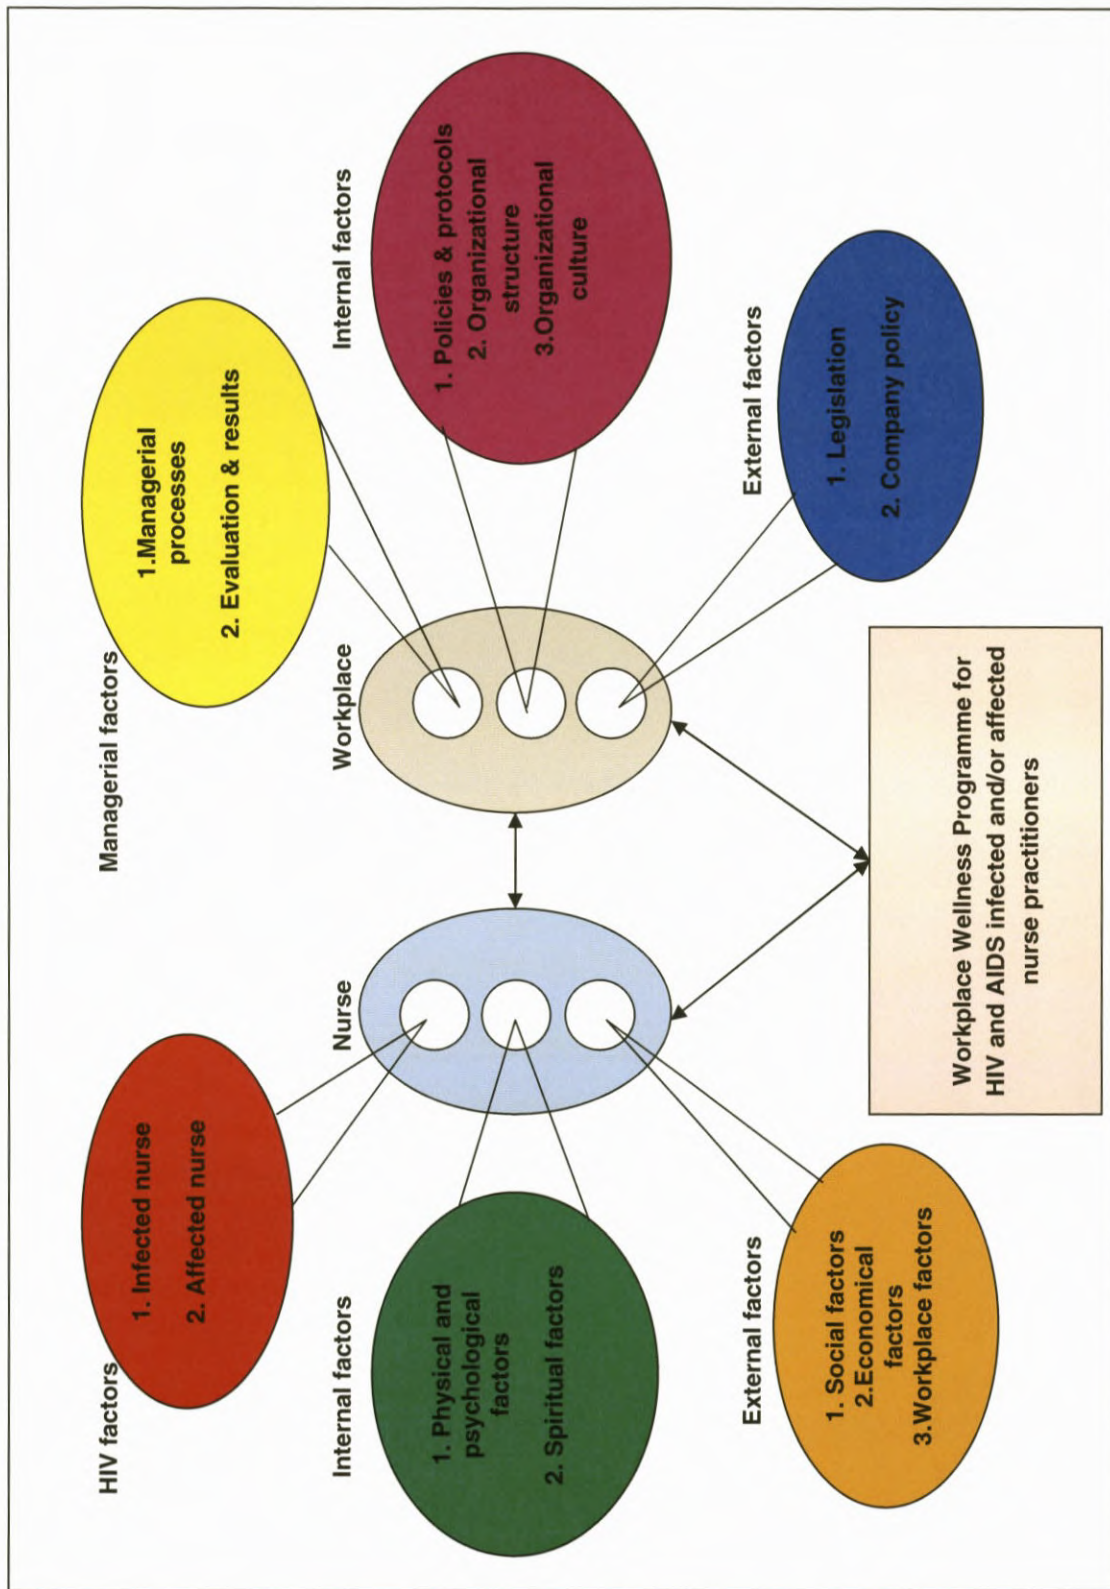 HIV factors
1. Infected nurse
2. Affected nurse
Internal factors
1. Physical and
psychological
factors
2. Spiritual factors
External factors
1. Social factors
2.Economical
factors
3.Workplace factors
Nurse
Workplace
Managerial factors
1.Managerial
processes
2. Evaluation & results
Internal factors
1. Policies & protocols
2. Organizational
structure
3.Organizational
culture
External factors
1. Legislation
2. Company policy
Workplace Wellness Programme for
HIV and AIDS infected and/or affected
nurse practitioners